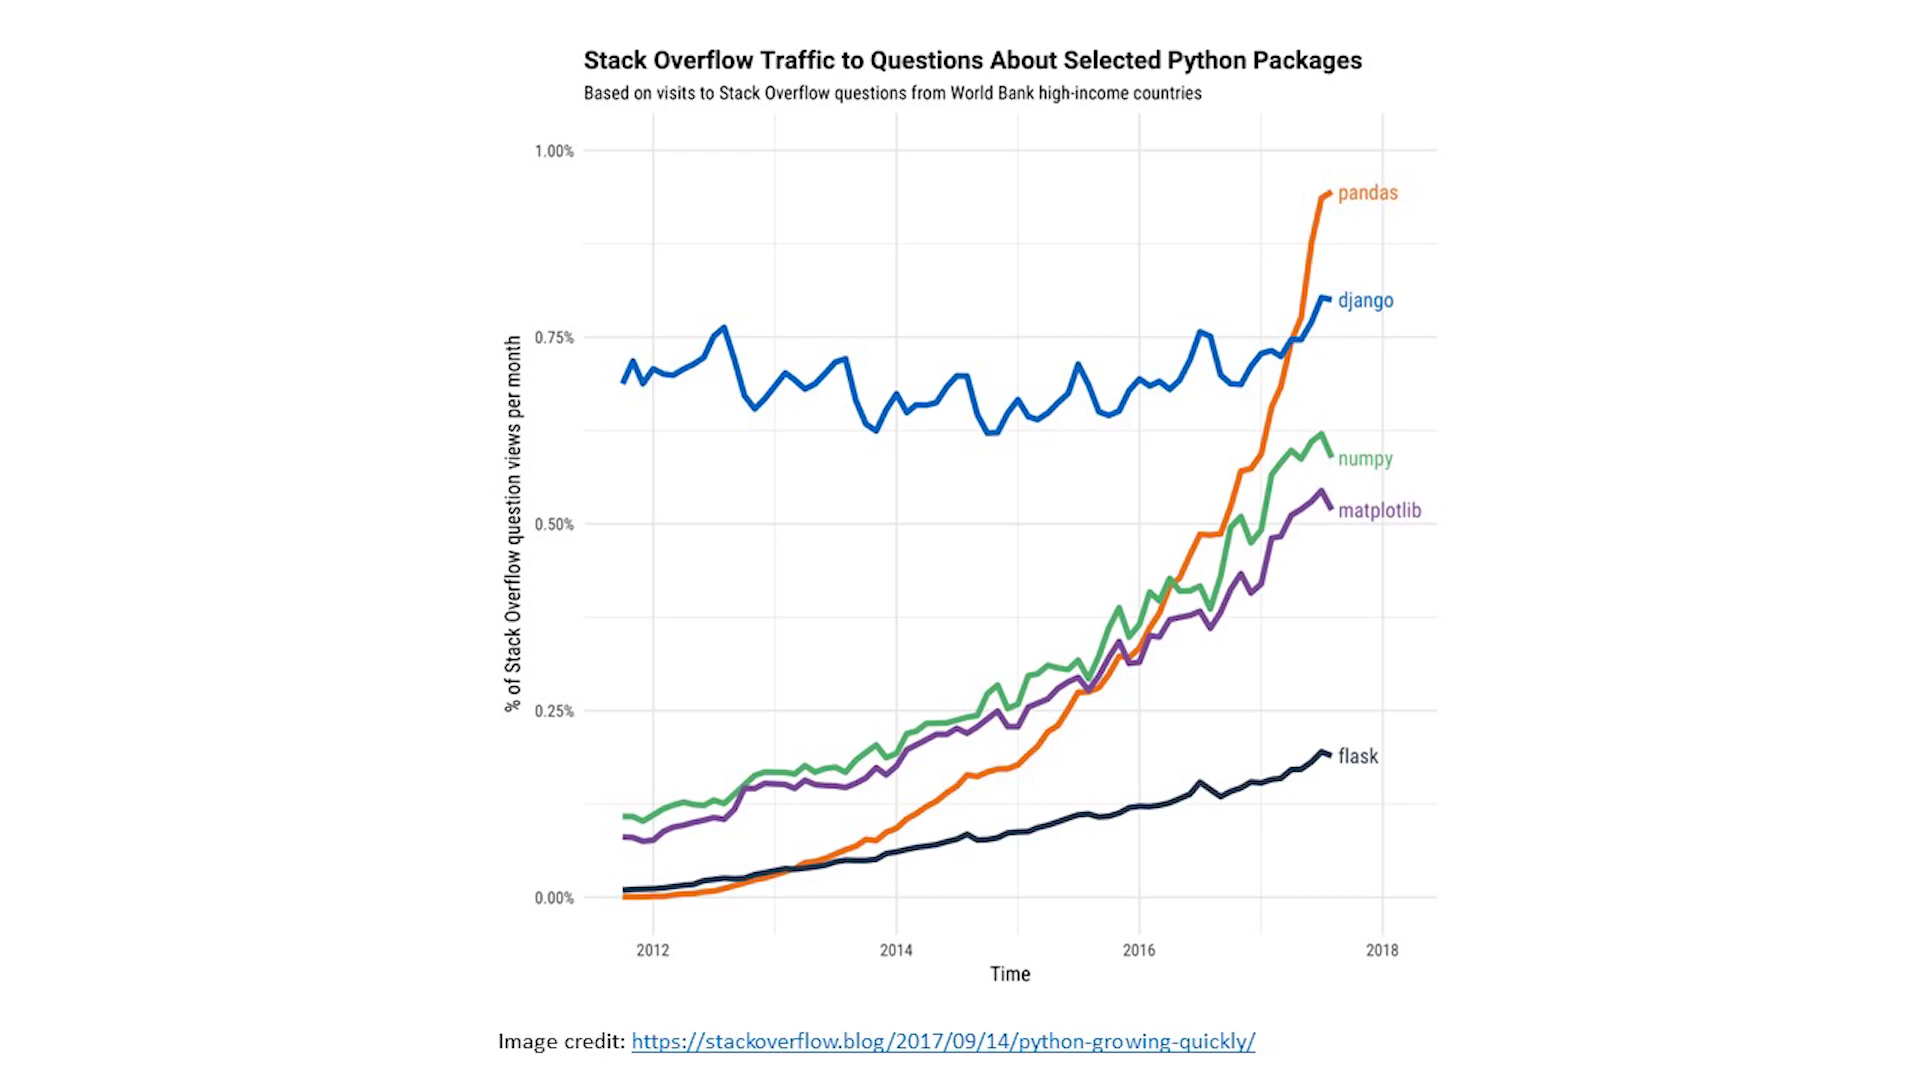 Stack Overflow Traffic to Questions About Selected Python Packages
Based on visits to Stack Overflow questions from World Bank high-income countries
% of Stack Overflow question views per month
1.00%
0.75%
0.50%
0.25%
0.00%
pandas
django
numpy
matplotlib
flask
2012
2014
2016
2018
Time
Image credit: https://stackoverflow.blog/2017/09/14/python-growing-quickly/